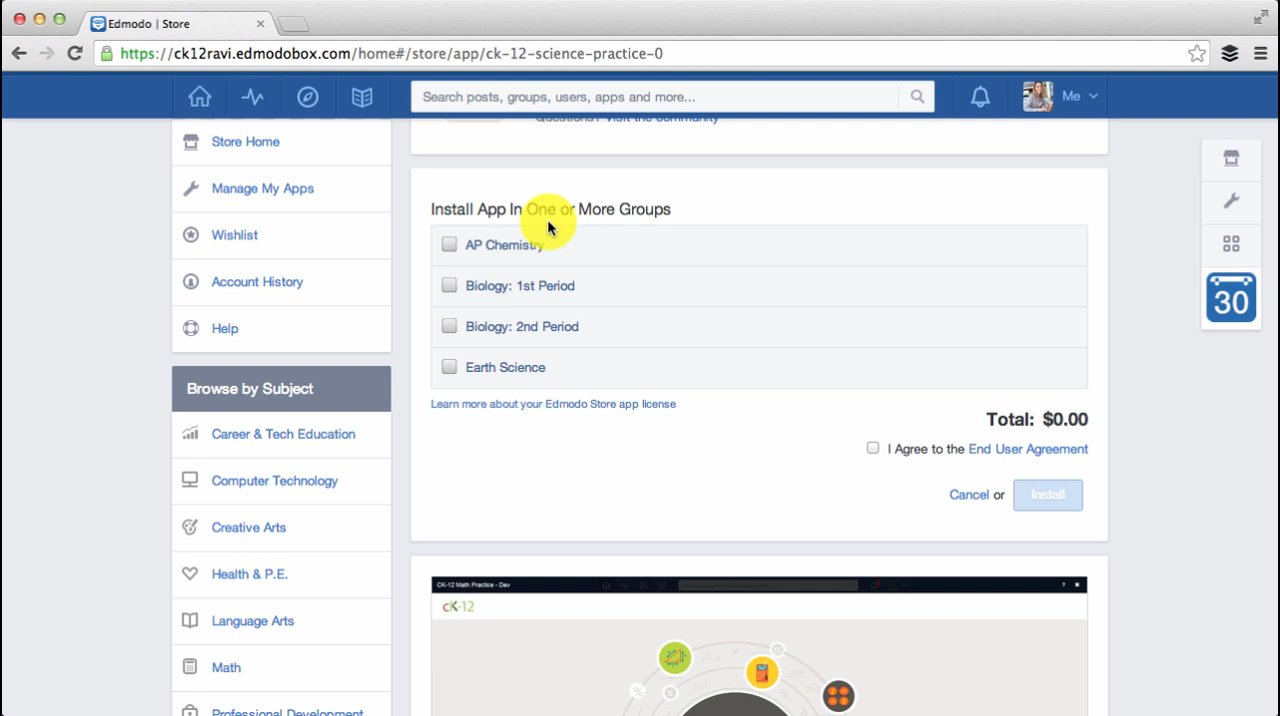 Edmodo | Store
https://ck12ravi.edmodobox.com/home#/store/app/ck-12-science-practice-0
Search posts, groups, users, apps and more...
Me
Questions? Visit the community
Store Home
Manage My Apps
Wishlist
Account History
Help
Browse by Subject
Career & Tech Education
Computer Technology
Creative Arts
Health & P.E.
Language Arts
Math
Professional Development
Install App In One or More Groups
AP Chemistry
Biology: 1st Period
Biology: 2nd Period
Earth Science
Learn more about your Edmodo Store app license
Total: $0.00
I Agree to the End User Agreement
Cancel or Install
30
CK-12 Math Practice - Dev
cK-12